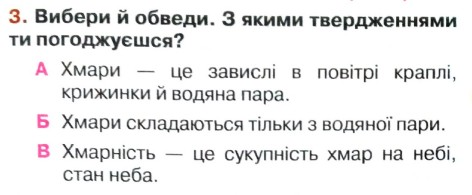 3. Вибери й обведи. З якими твердженнями
ти погоджуєшся?
А Хмари — це завислі в повітрі краплі,
крижинки й водяна пара.
Б Хмари складаються тільки з водяної пари.
В Хмарність — це сукупність хмар на небі,
стан неба.